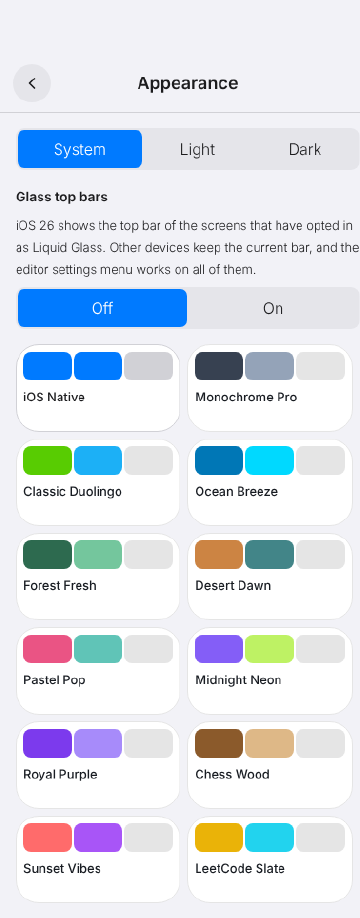 Appearance
System Light Dark
Glass top bars
iOS 26 shows the top bar of the screens that have opted in
as Liquid Glass. Other devices keep the current bar, and the
editor settings menu works on all of them.
Off On
iOS Native Monochrome Pro
Classic Duolingo Ocean Breeze
Forest Fresh Desert Dawn
Pastel Pop Midnight Neon
Royal Purple Chess Wood
Sunset Vibes LeetCode Slate